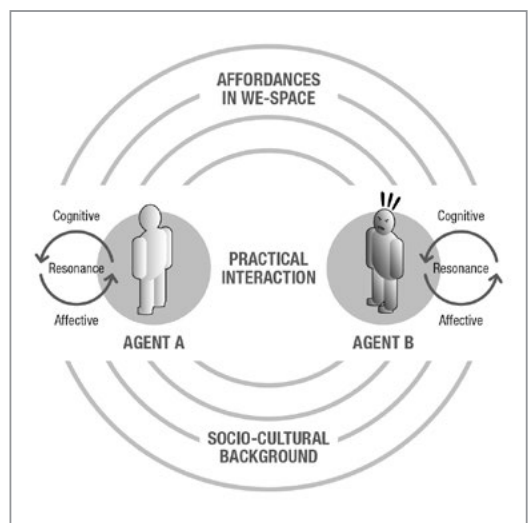 AFFORDANCES
IN WE-SPACE
Cognitive
Resonance
Affective
AGENT A
PRACTICAL
INTERACTION
Cognitive
Resonance
Affective
AGENT B
SOCIO-CULTURAL
BACKGROUND